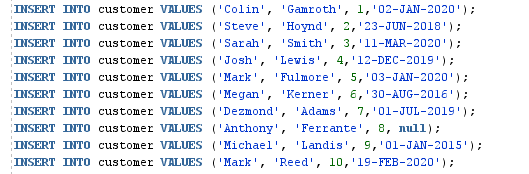 INSERT INTO customer VALUES ('Colin', 'Gamroth', 1,'02-JAN-2020');
INSERT INTO customer VALUES ('Steve', 'Hoynd', 2,'23-JUN-2018');
INSERT INTO customer VALUES ('Sarah', 'Smith', 3,'11-MAR-2020');
INSERT INTO customer VALUES ('Josh', 'Lewis', 4,'12-DEC-2019');
INSERT INTO customer VALUES ('Mark', 'Fulmore', 5,'03-JAN-2020');
INSERT INTO customer VALUES ('Megan', 'Kerner', 6,'30-AUG-2016');
INSERT INTO customer VALUES ('Dezmond', 'Adams', 7,'01-JUL-2019');
INSERT INTO customer VALUES ('Anthony', 'Ferrante', 8, null);
INSERT INTO customer VALUES ('Michael', 'Landis', 9,'01-JAN-2015');
INSERT INTO customer VALUES ('Mark', 'Reed', 10,'19-FEB-2020');